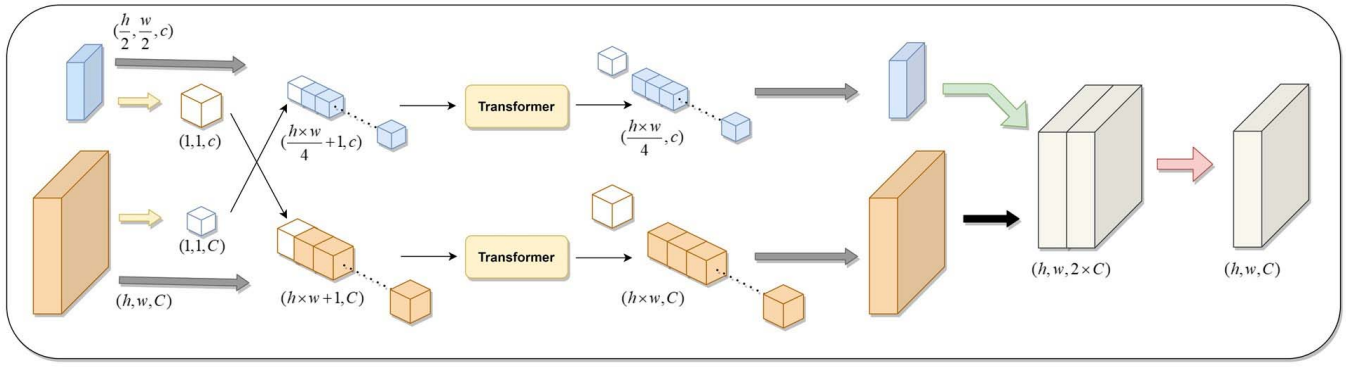 (h/2, w/2, c)
(1,1,c)
(h×w/4 +1, c)
Transformer
(h×w/4, c)
(1,1,C)
(h, w, C)
(h×w+1, C)
Transformer
(h×w, C)
(h, w, 2×C)
(h, w, C)